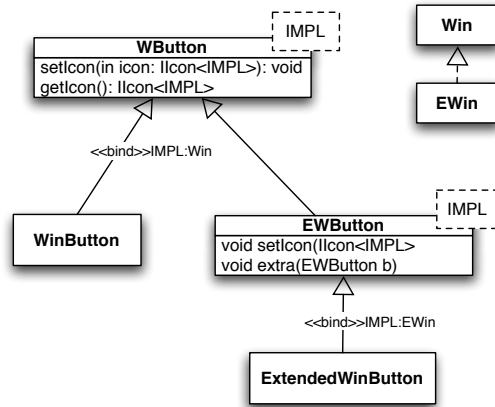 IMPL
WButton
setIcon(in icon: IIcon<IMPL>): void
getIcon(): IIcon<IMPL>
Win
EWin
<<bind>>IMPL:Win
WinButton
IMPL
EWButton
void setIcon(IIcon<IMPL>
void extra(EWButton b)
<<bind>>IMPL:EWin
ExtendedWinButton